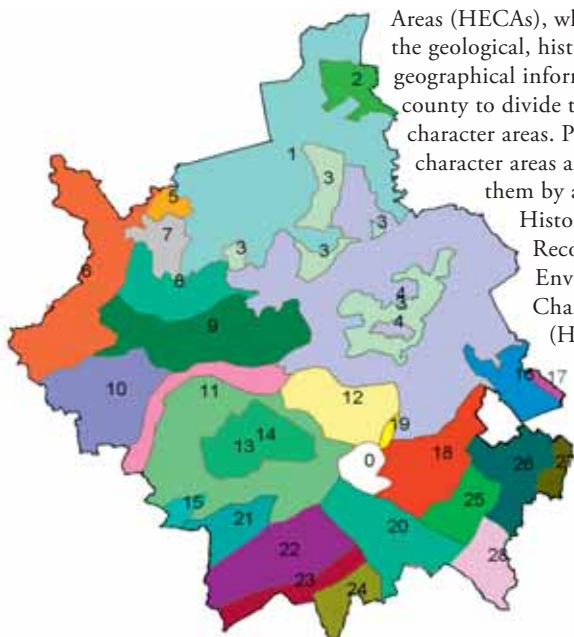 Areas (HECAs), wh
the geological, hist
geographical inform
county to divide t
character areas. P
character areas a
them by a
Histo
Reco
Env
Cha
(H
2
1
3
5
3
7
3
3
6
8
4
3
4
9
10
11
12
16
17
19
14
13
18
0
26
27
25
15
21
20
22
28
23
24